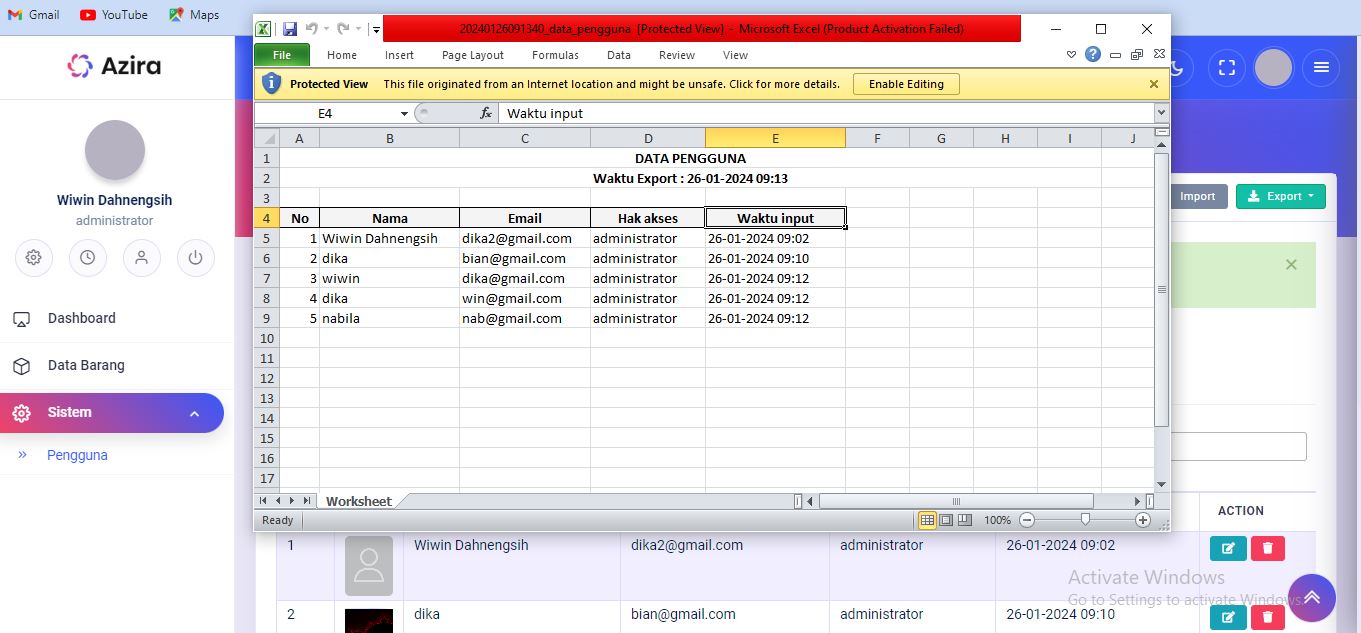 Gmail YouTube Maps
20240126091340_data_pengguna [Protected View] - Microsoft Excel (Product Activation Failed)
File Home Insert Page Layout Formulas Data Review View
Protected View This file originated from an Internet location and might be unsafe. Click for more details. Enable Editing
E4 fx Waktu input
A B C D E F G H I J
1 DATA PENGGUNA
2 Waktu Export : 26-01-2024 09:13
3
4 No Nama Email Hak akses Waktu input
5 1 Wiwin Dahnengsih dika2@gmail.com administrator 26-01-2024 09:02
6 2 dika bian@gmail.com administrator 26-01-2024 09:10
7 3 wiwin dika@gmail.com administrator 26-01-2024 09:12
8 4 dika win@gmail.com administrator 26-01-2024 09:12
9 5 nabila nab@gmail.com administrator 26-01-2024 09:12
10
11
12
13
14
15
16
17
Worksheet
Ready 100%
Azira
Wiwin Dahnengsih
administrator
Dashboard
Data Barang
Sistem
Pengguna
Import Export
ACTION
1 Wiwin Dahnengsih dika2@gmail.com administrator 26-01-2024 09:02
2 dika bian@gmail.com administrator 26-01-2024 09:10
Activate Windows
Go to Settings to activate Windows.